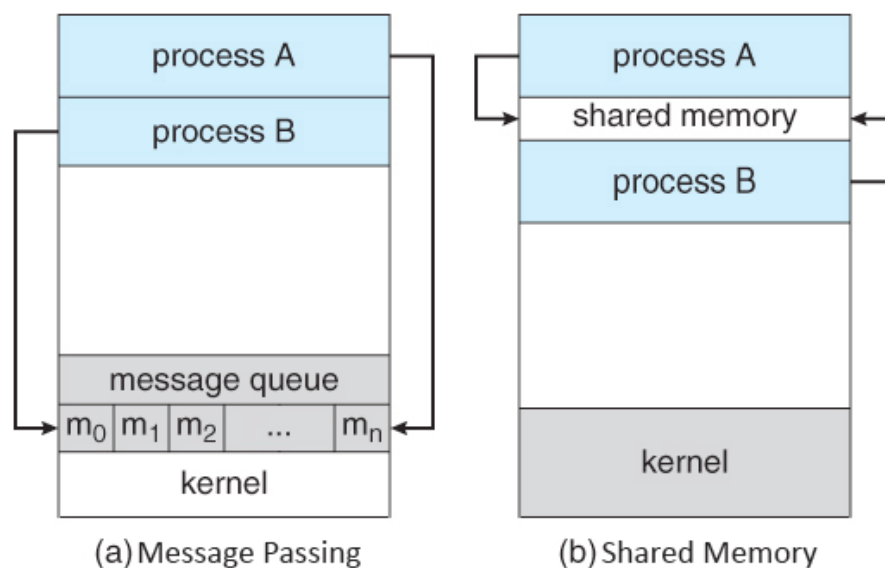 process A
process B
message queue
m0 m1 m2 ... mn
kernel
(a) Message Passing
process A
shared memory
process B
kernel
(b) Shared Memory